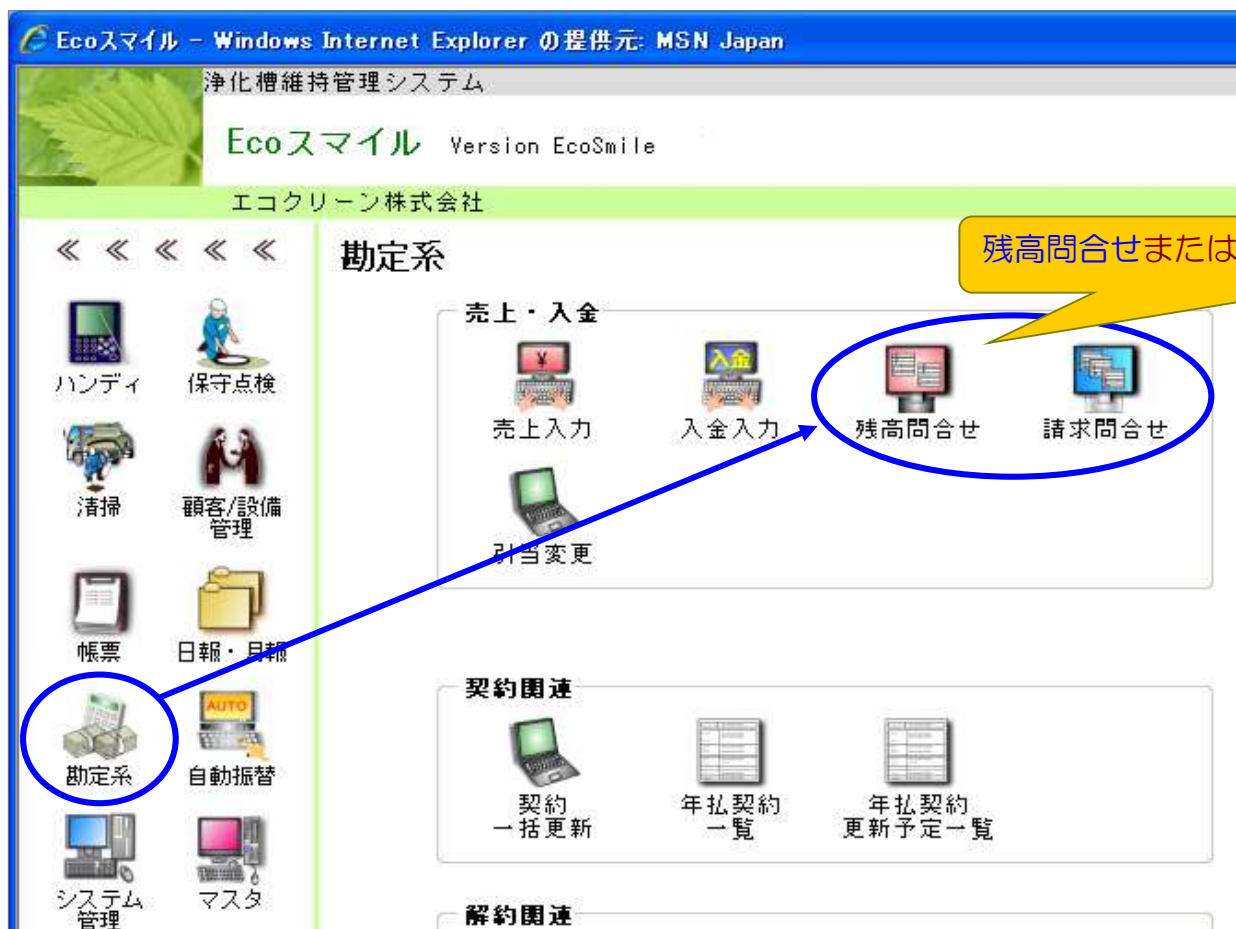 Ecoスマイル - Windows Internet Explorer の提供元: MSN Japan
浄化槽維持管理システム
Ecoスマイル Version EcoSmile
エコクリーン株式会社
≪ ≪ ≪ ≪ ≪
ハンディ
保守点検
清掃
顧客/設備
管理
帳票
日報・月報
勘定系
自動振替
AUTO
システム
管理
マスタ
勘定系
残高問合せまたは
売上・入金
¥
売上入力
入金
入金入力
残高問合せ
請求問合せ
引当変更
契約関連
契約
一括更新
年払契約
一覧
年払契約
更新予定一覧
解約関連